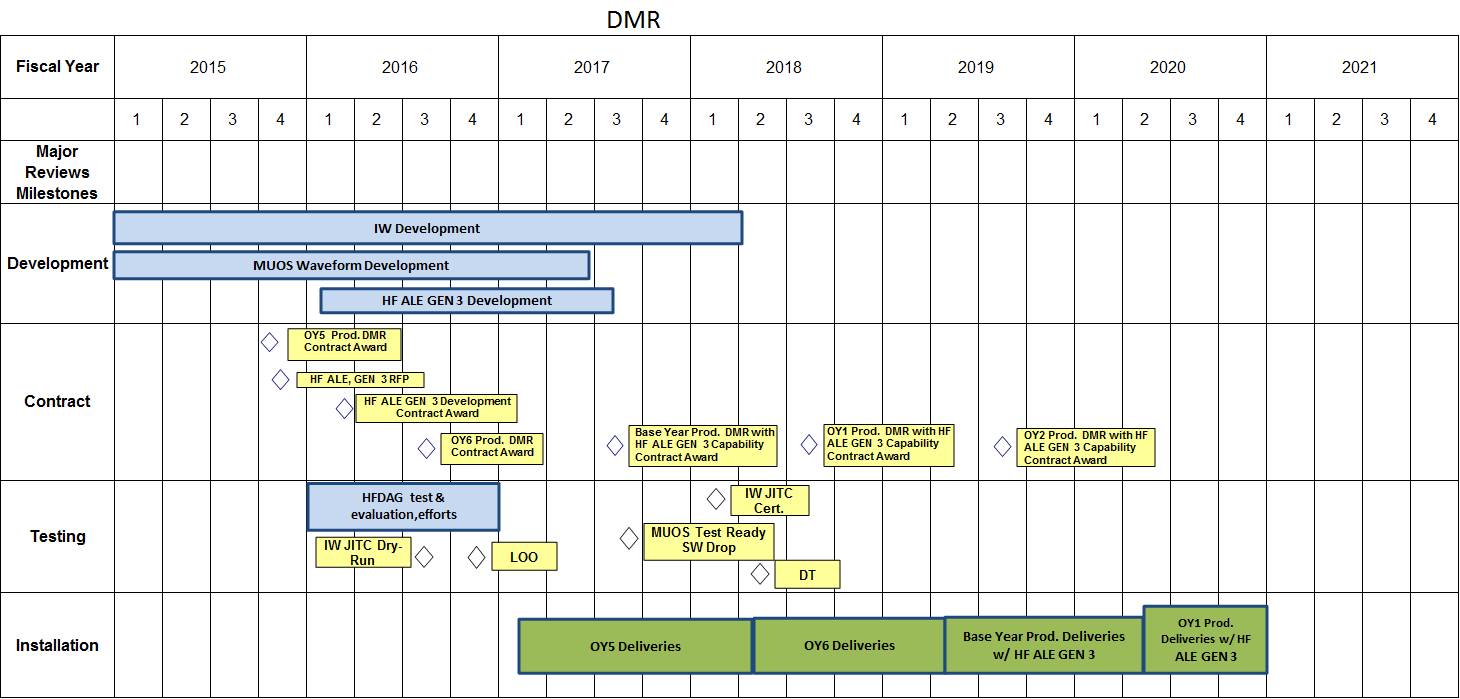 DMR
Fiscal Year 2015 2016 2017 2018 2019 2020 2021
1 2 3 4 1 2 3 4 1 2 3 4 1 2 3 4 1 2 3 4 1 2 3 4 1 2 3 4
Major
Reviews
Milestones
Development
IW Development
MUOS Waveform Development
HF ALE GEN 3 Development
Contract
OY5 Prod. DMR
Contract Award
HF ALE, GEN 3 RFP
HF ALE GEN 3 Development
Contract Award
OY6 Prod. DMR
Contract Award
Base Year Prod. DMR with
HF ALE GEN 3 Capability
Contract Award
OY1 Prod. DMR with HF
ALE GEN 3 Capability
Contract Award
OY2 Prod. DMR with HF
ALE GEN 3 Capability
Contract Award
Testing
HFDAG test &
evaluation,efforts
IW JITC Dry-
Run
LOO
IW JITC
Cert.
MUOS Test Ready
SW Drop
DT
Installation
OY5 Deliveries
OY6 Deliveries
Base Year Prod. Deliveries
w/ HF ALE GEN 3
OY1 Prod.
Deliveries w/ HF
ALE GEN 3